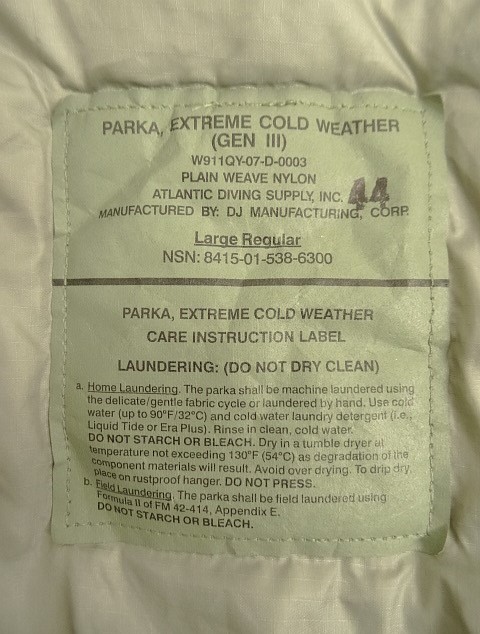 PARKA, EXTREME COLD WEATHER
(GEN III)
W911QY-07-D-0003
PLAIN WEAVE NYLON
ATLANTIC DIVING SUPPLY, INC. 44
MANUFACTURED BY: DJ MANUFACTURING, CORP.
Large Regular
NSN: 8415-01-538-6300
PARKA, EXTREME COLD WEATHER
CARE INSTRUCTION LABEL
LAUNDERING: (DO NOT DRY CLEAN)
a. Home Laundering. The parka shall be machine laundered using
the delicate/gentle fabric cycle or laundered by hand. Use cold
water (up to 90°F/32°C) and cold water laundry detergent (i.e.,
Liquid Tide or Era Plus). Rinse in clean, cold water.
DO NOT STARCH OR BLEACH. Dry in a tumble dryer at
temperature not exceeding 130°F (54°C) as degradation of the
component materials will result. Avoid over drying. To drip dry,
place on rustproof hanger. DO NOT PRESS.
b. Field Laundering. The parka shall be field laundered using
Formula II of FM 42-414, Appendix E.
DO NOT STARCH OR BLEACH.